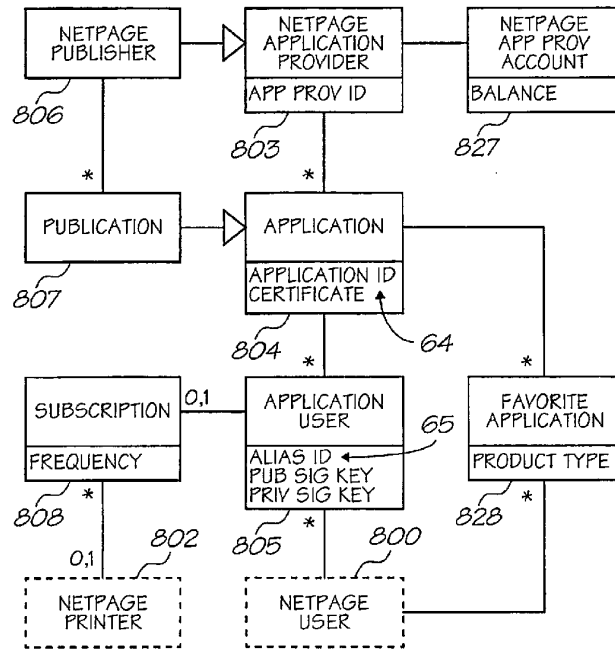 NETPAGE
PUBLISHER
806
NETPAGE
APPLICATION
PROVIDER
APP PROV ID
803
NETPAGE
APP PROV
ACCOUNT
BALANCE
827
*
*
PUBLICATION
807
APPLICATION
APPLICATION ID
CERTIFICATE
804
64
*
*
SUBSCRIPTION
FREQUENCY
808
0,1
APPLICATION
USER
ALIAS ID
PUB SIG KEY
PRIV SIG KEY
805
65
FAVORITE
APPLICATION
PRODUCT TYPE
828
*
*
*
0,1
802
NETPAGE
PRINTER
800
NETPAGE
USER